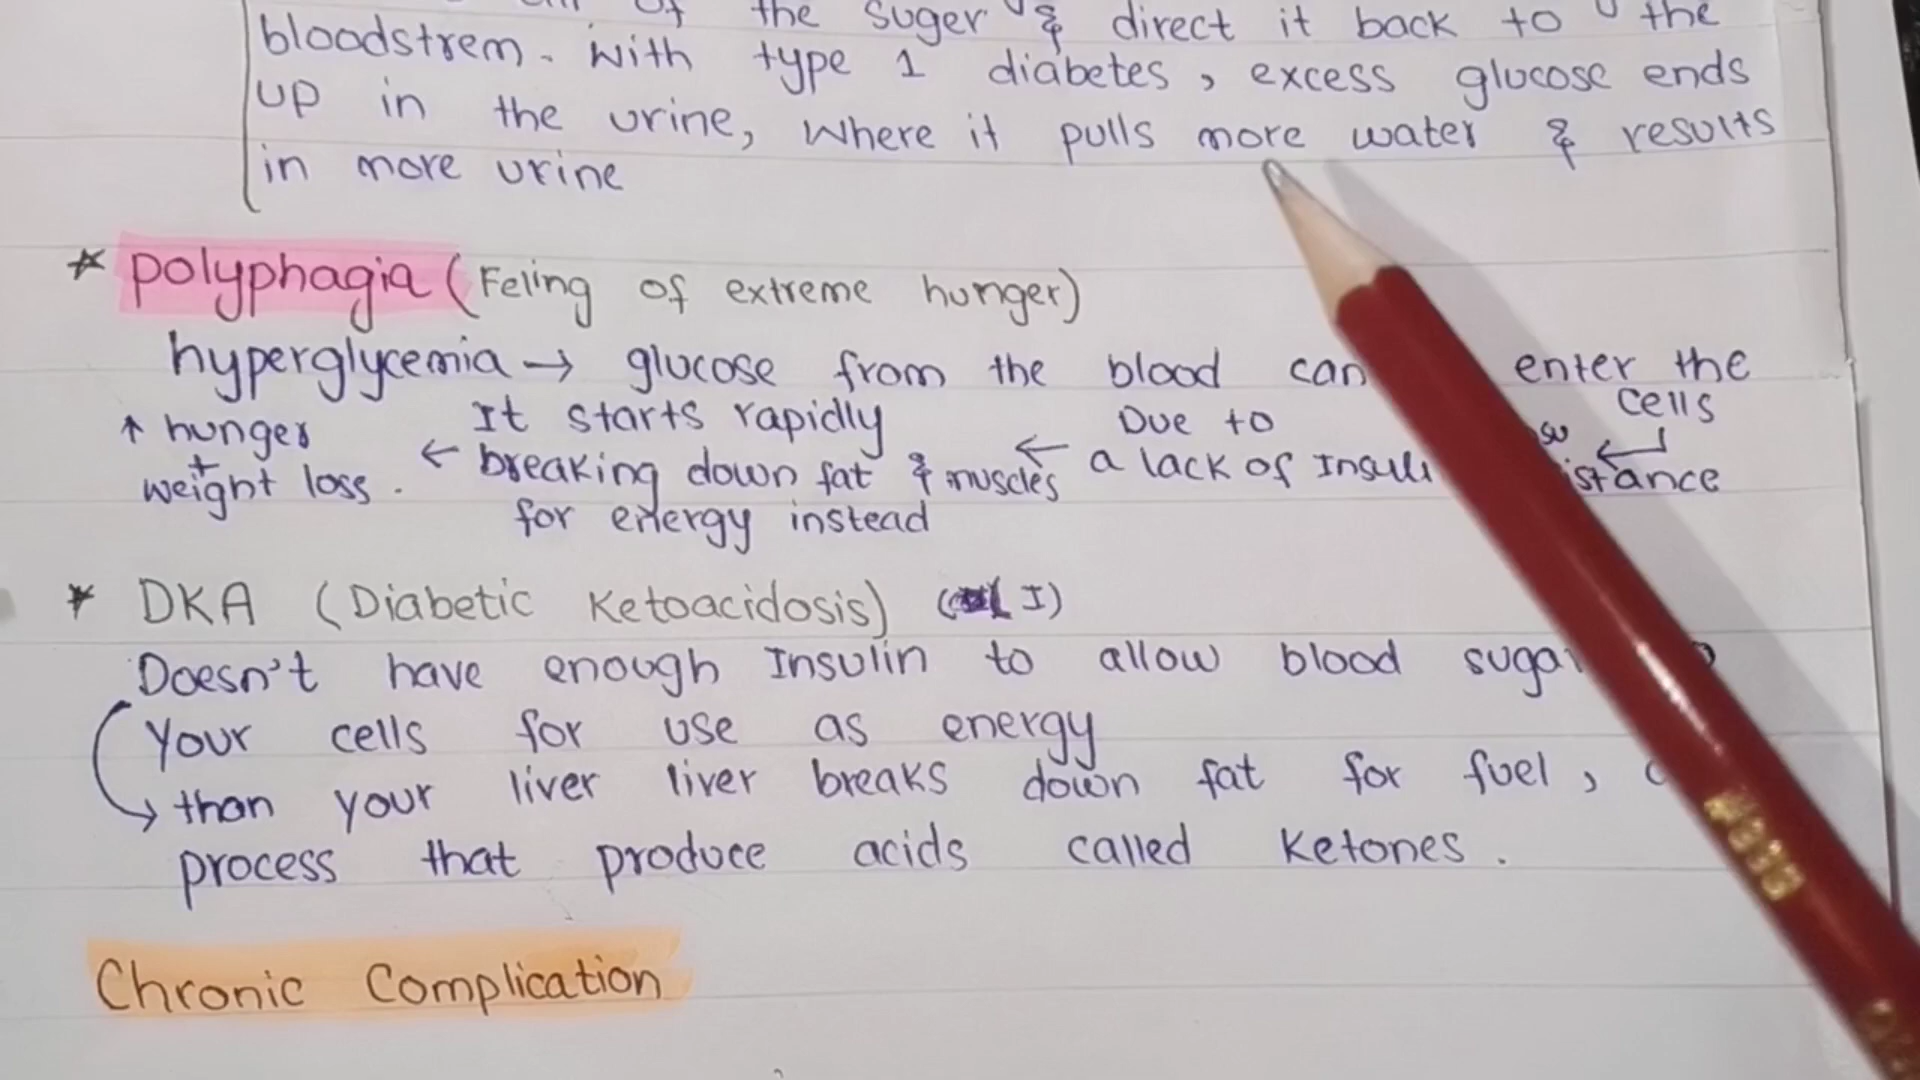 of the suger & direct it back to the
bloodstrem. With type 1 diabetes, excess glucose ends
up in the urine, where it pulls more water & results
in more urine
* polyphagia (Feling of extreme hunger)
hyperglycemia → glucose from the blood can enter the
cells
↑ hunger + weight loss. ← It starts rapidly breaking down fat & muscles for energy instead ← Due to a lack of Insuli istance
* DKA (Diabetic Ketoacidosis) (I)
Doesn't have enough Insulin to allow blood sugar
your cells for use as energy
→ than your liver liver breaks down fat for fuel,
process that produce acids called Ketones.
Chronic Complication